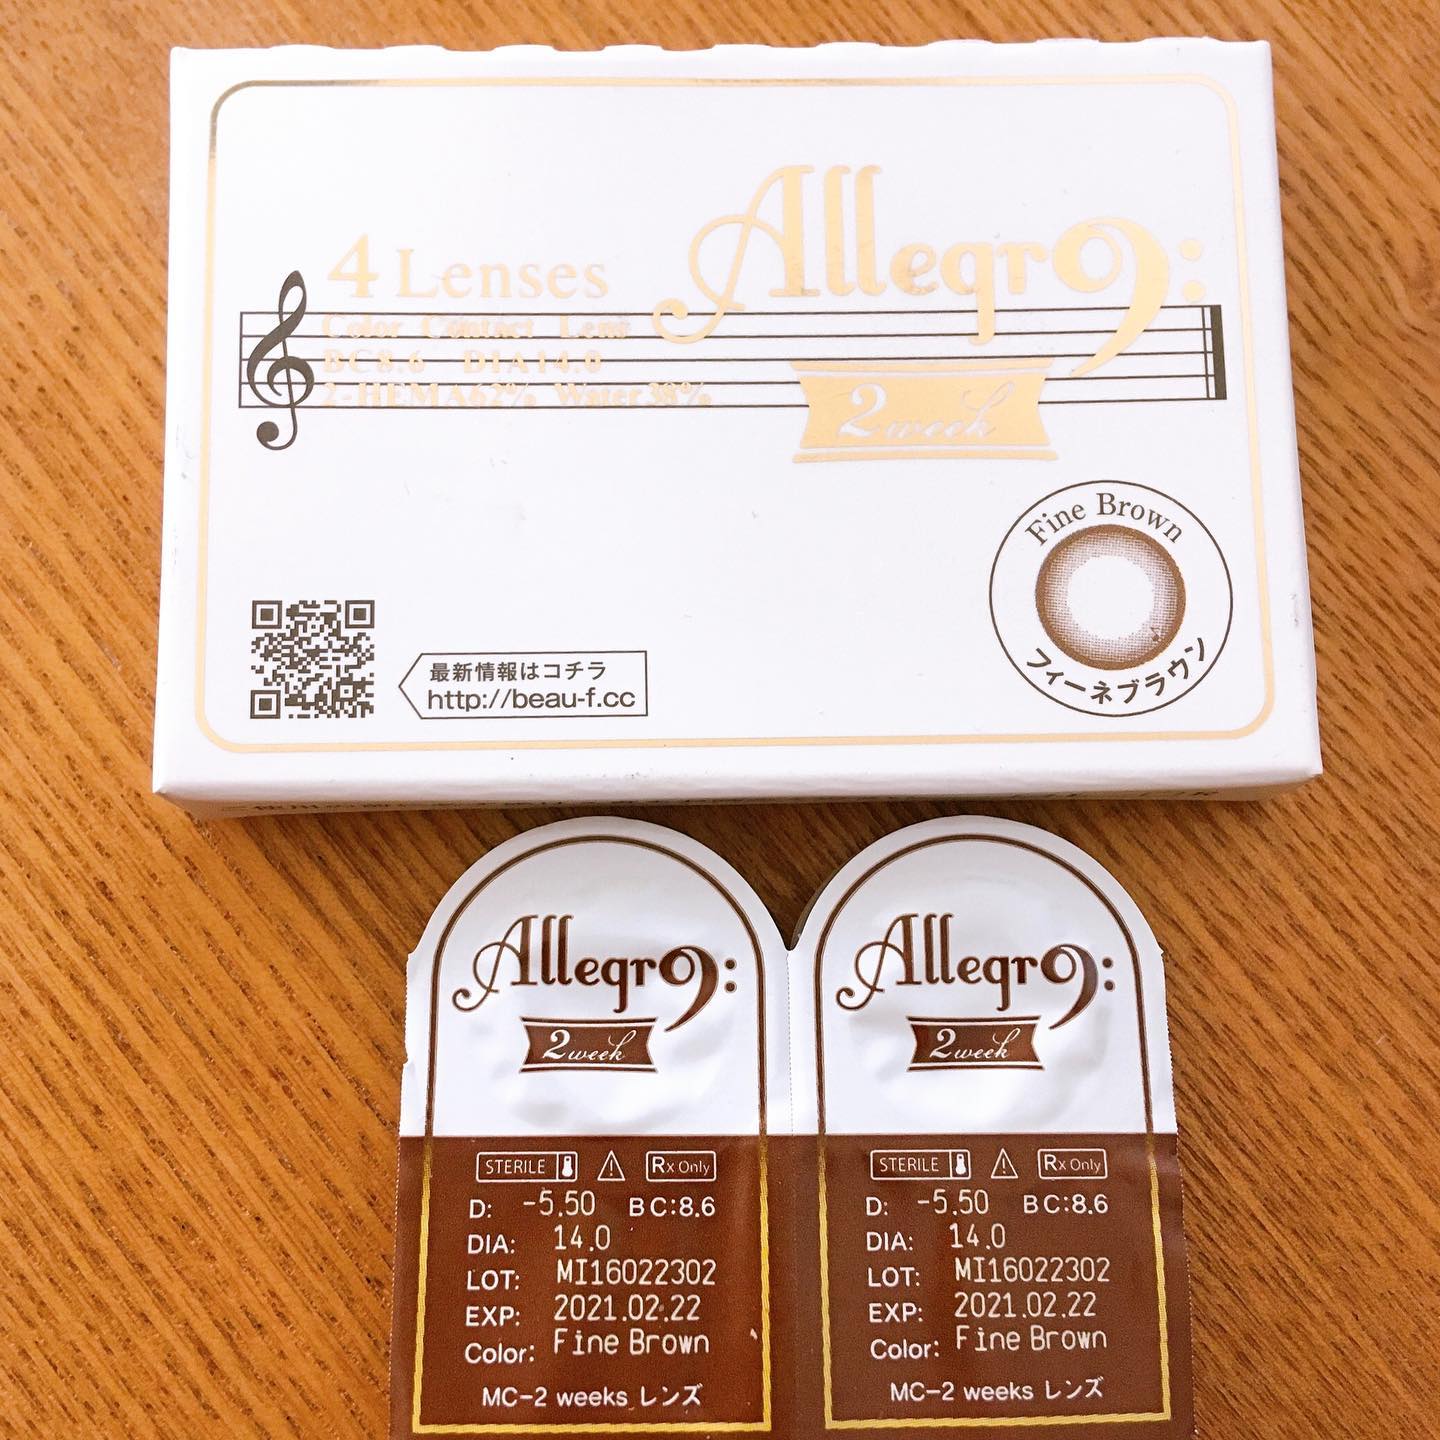 Allegro:
4 Lenses
Color Contact Lens
BC8.6 DIA14.0
2-HEMA62% Water38%
2week
Fine Brown
フィーネブラウン
最新情報はコチラ
http://beau-f.cc
Allegro:
2week
STERILE
Rx Only
D: -5.50 BC:8.6
DIA: 14.0
LOT: MI16022302
EXP: 2021.02.22
Color: Fine Brown
MC-2 weeks レンズ
Allegro:
2week
STERILE
Rx Only
D: -5.50 BC:8.6
DIA: 14.0
LOT: MI16022302
EXP: 2021.02.22
Color: Fine Brown
MC-2 weeks レンズ